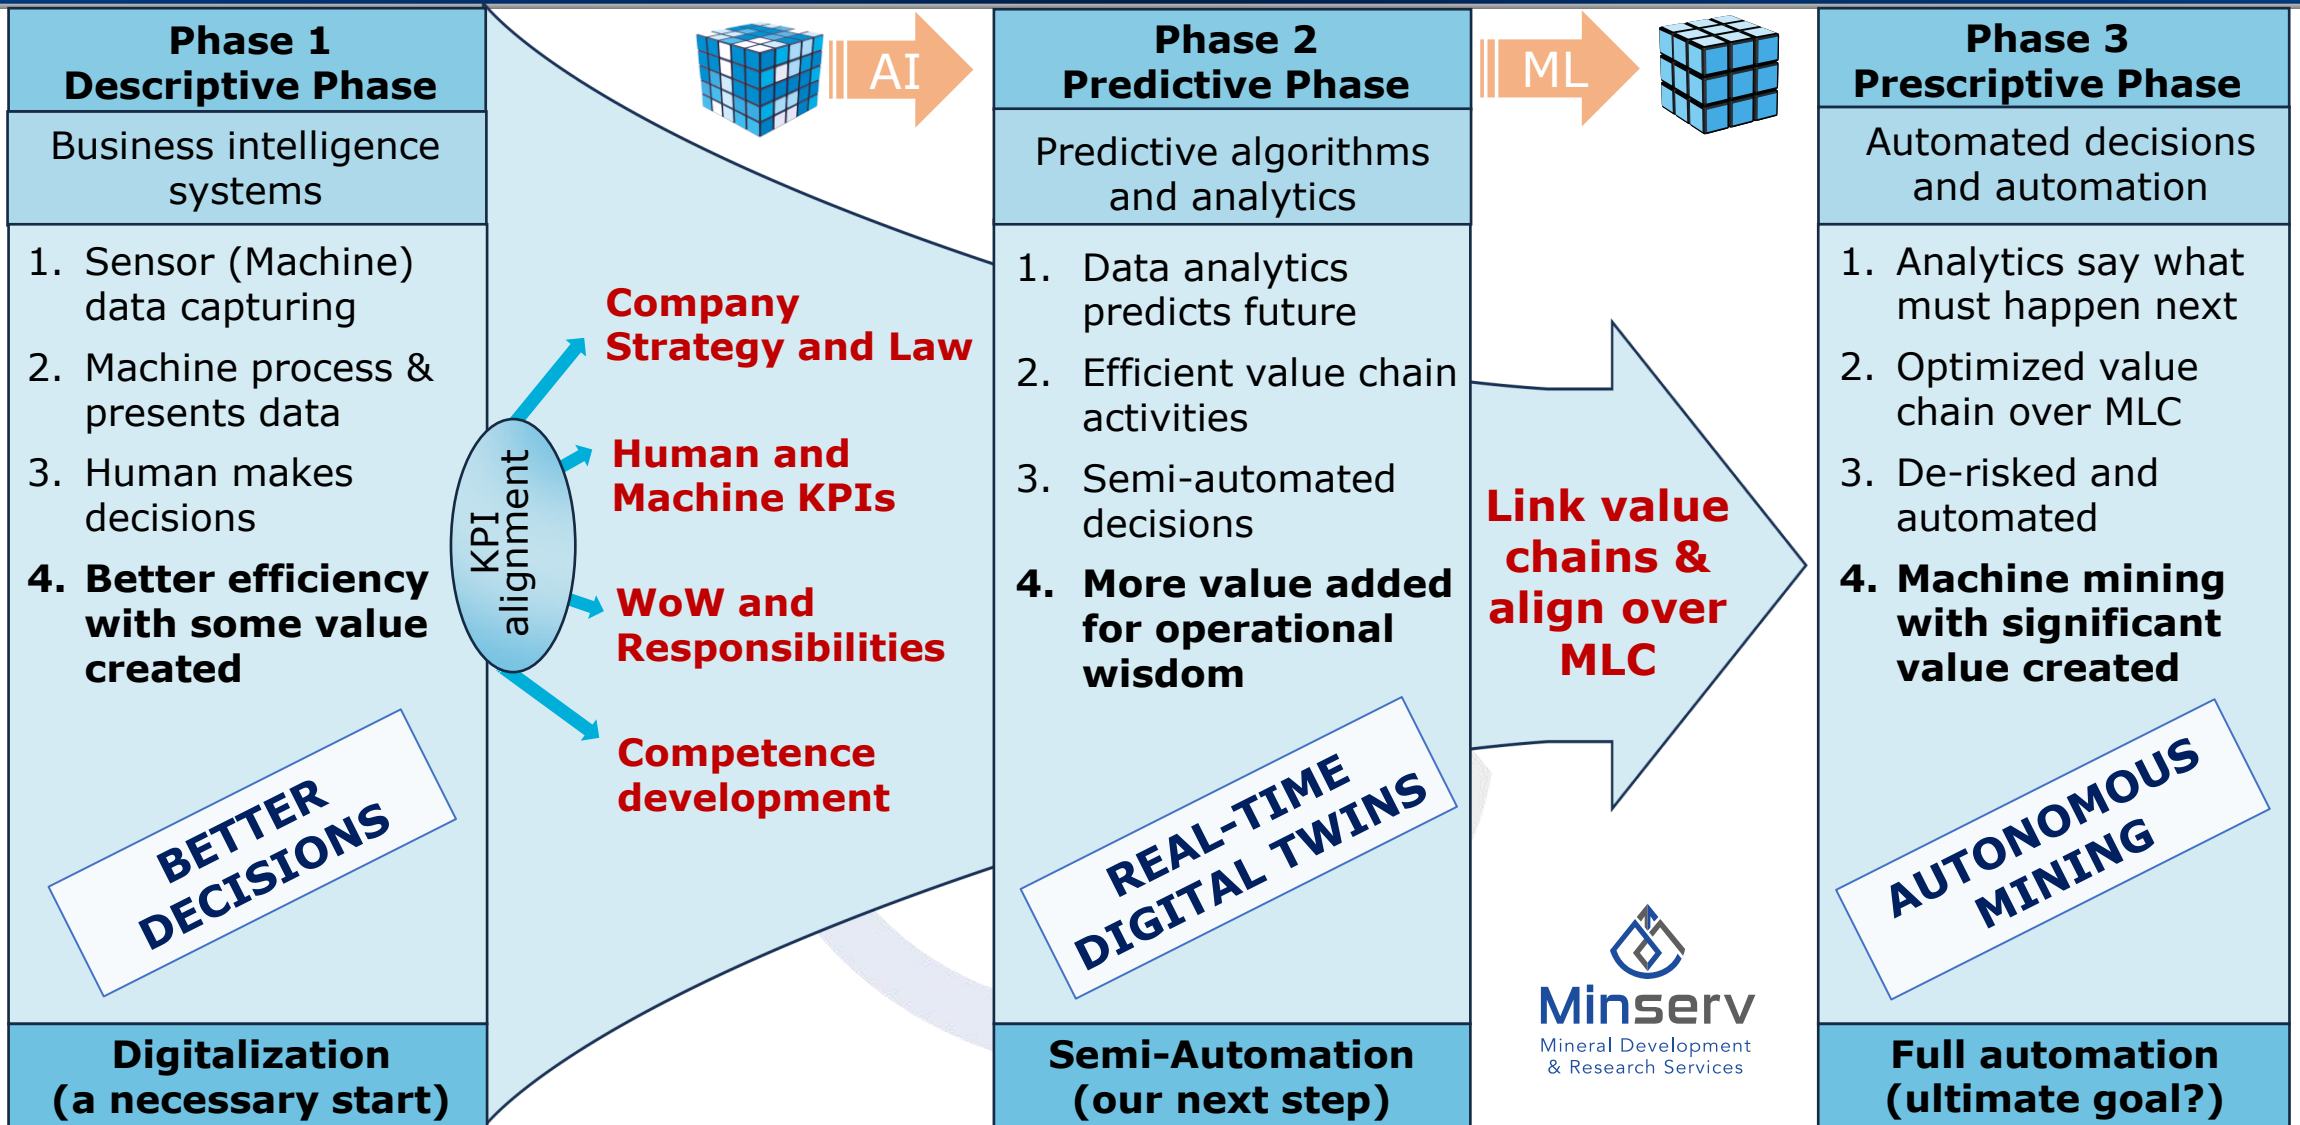 Phase 1
Descriptive Phase
Business intelligence
systems
1. Sensor (Machine)
data capturing
2. Machine process &
presents data
3. Human makes
decisions
4. Better efficiency
with some value
created
BETTER
DECISIONS
Digitalization
(a necessary start)
KPI
alignment
Company
Strategy and Law
Human and
Machine KPIs
WoW and
Responsibilities
Competence
development
AI
Phase 2
Predictive Phase
Predictive algorithms
and analytics
1. Data analytics
predicts future
2. Efficient value chain
activities
3. Semi-automated
decisions
4. More value added
for operational
wisdom
REAL-TIME
DIGITAL TWINS
Semi-Automation
(our next step)
ML
Link value
chains &
align over
MLC
Minserv
Mineral Development
& Research Services
Phase 3
Prescriptive Phase
Automated decisions
and automation
1. Analytics say what
must happen next
2. Optimized value
chain over MLC
3. De-risked and
automated
4. Machine mining
with significant
value created
AUTONOMOUS
MINING
Full automation
(ultimate goal?)